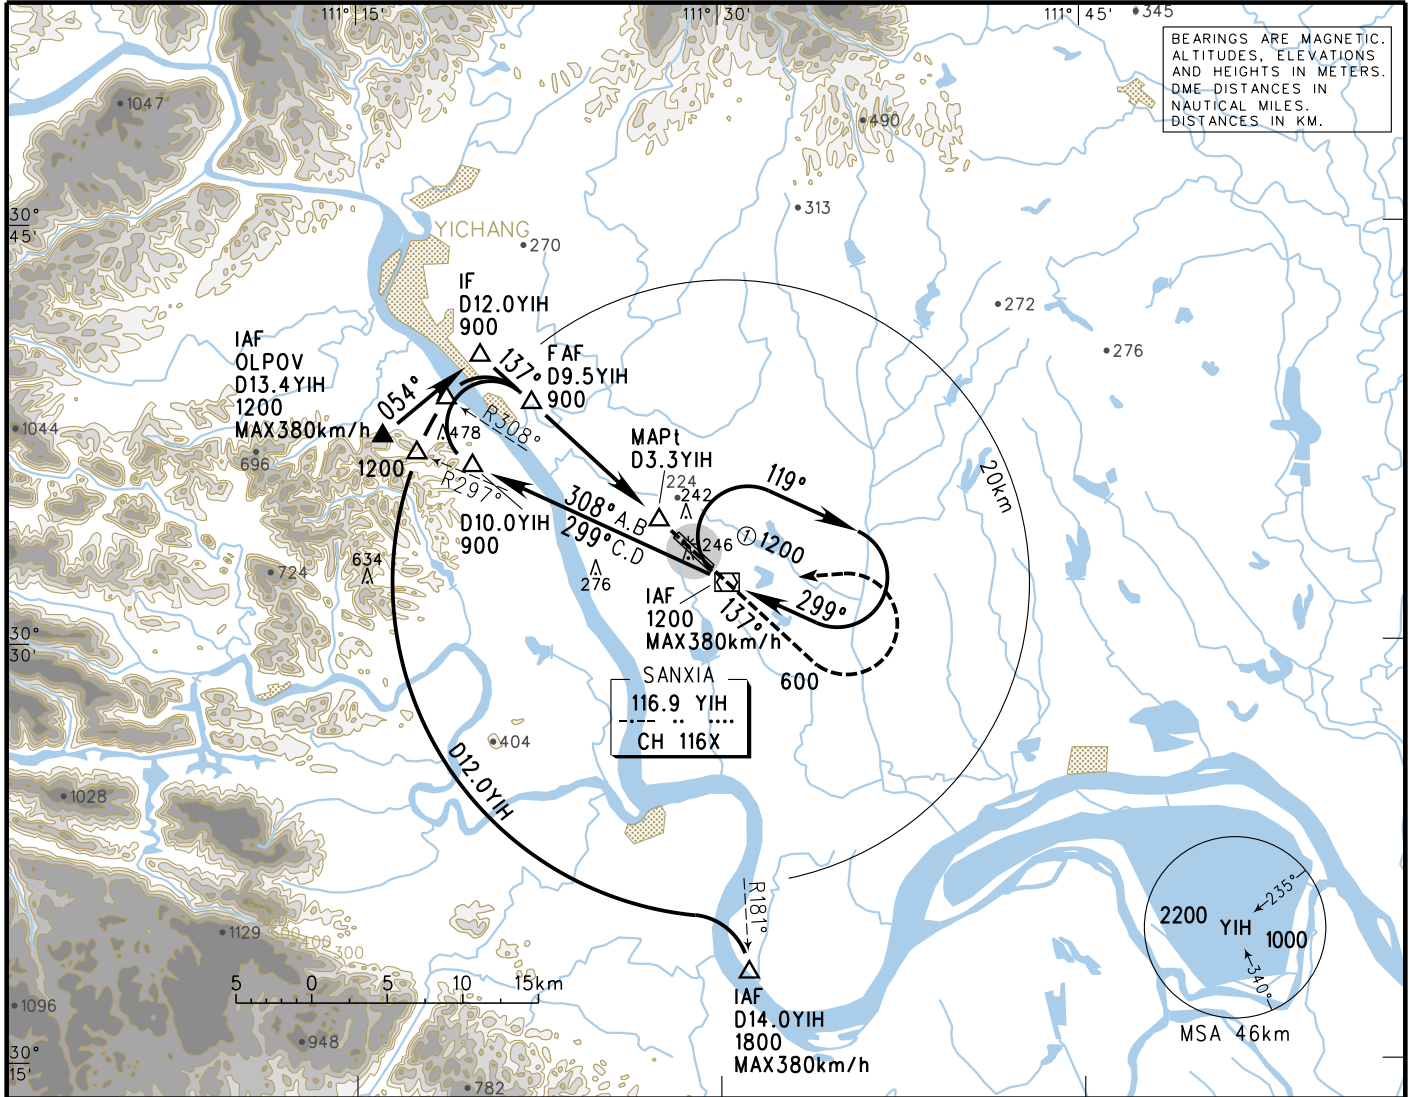 111° 15'
111° 30'
111° 45'
345
BEARINGS ARE MAGNETIC.
ALTITUDES, ELEVATIONS
AND HEIGHTS IN METERS.
DME DISTANCES IN
NAUTICAL MILES.
DISTANCES IN KM.
1047
490
313
30°
45'
YICHANG
270
272
276
IF
D12.0YIH
900
IAF
OLPOV
D13.4YIH
1200
MAX380km/h
054°
137°
FAF
D9.5YIH
900
R308°
478
1044
696
1200
R297°
D10.0YIH
900
MAPt
D3.3YIH
224
242
246
308° A.B
299° C.D
119°
20km
① 1200
299°
137°
600
634
724
276
IAF
1200
MAX380km/h
30°
30'
SANXIA
116.9 YIH
-·-- ·· ····
CH 116X
404
D12.0YIH
1028
1129
500
400
300
5 0 10 15km
1096
948
782
30°
15'
R181°
IAF
D14.0YIH
1800
MAX380km/h
235°
2200 YIH 1000
340°
MSA 46km